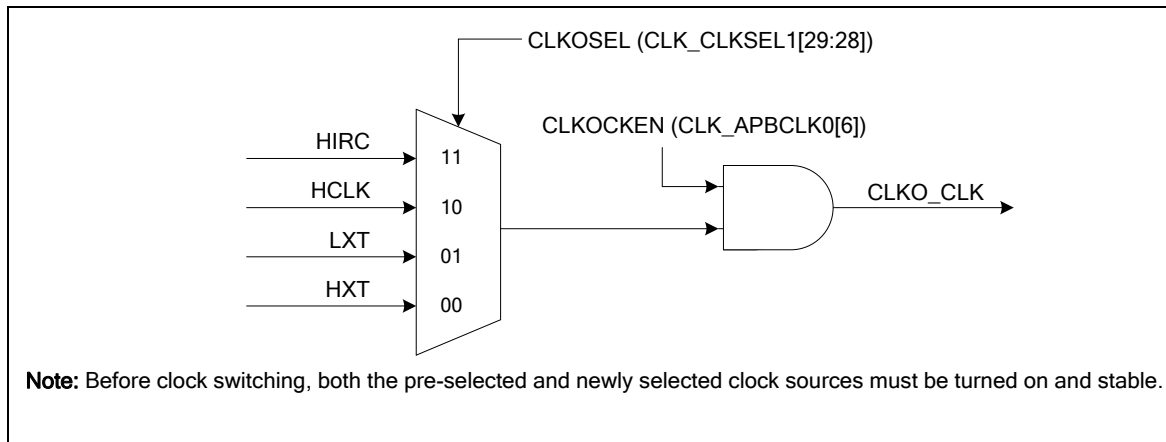 CLKOSEL (CLK_CLKSEL1[29:28])
CLKOCKEN (CLK_APBCLK0[6])
HIRC
11
HCLK
10
CLKO_CLK
LXT
01
HXT
00
Note: Before clock switching, both the pre-selected and newly selected clock sources must be turned on and stable.